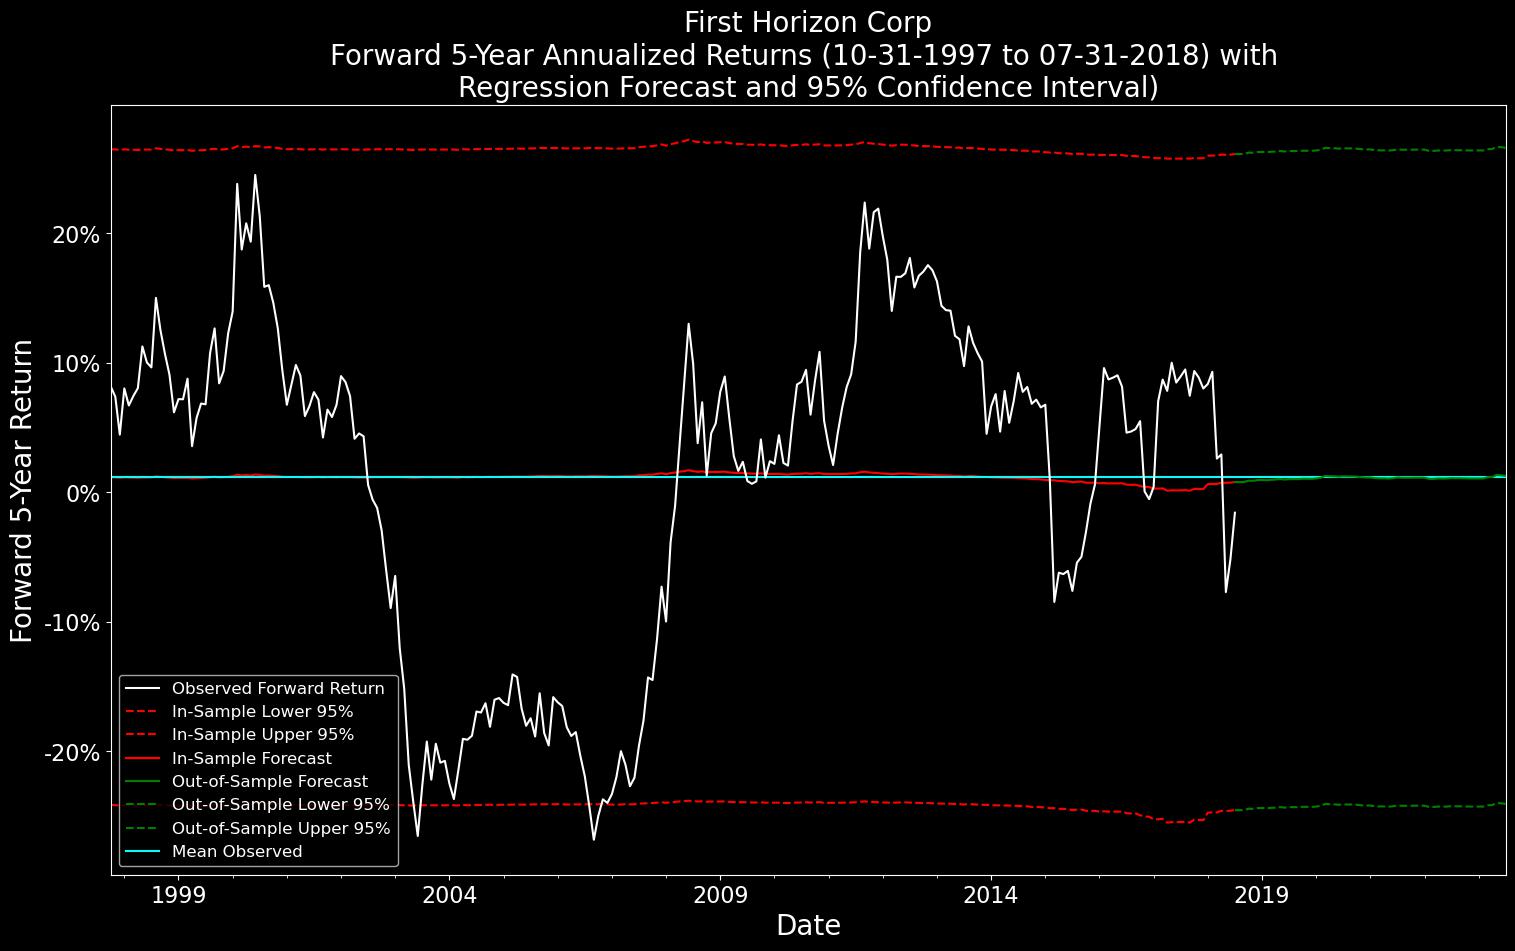 First Horizon Corp
Forward 5-Year Annualized Returns (10-31-1997 to 07-31-2018) with
Regression Forecast and 95% Confidence Interval)
Forward 5-Year Return
20%
10%
0%
-10%
-20%
Observed Forward Return
In-Sample Lower 95%
In-Sample Upper 95%
In-Sample Forecast
Out-of-Sample Forecast
Out-of-Sample Lower 95%
Out-of-Sample Upper 95%
Mean Observed
1999 2004 2009 2014 2019
Date